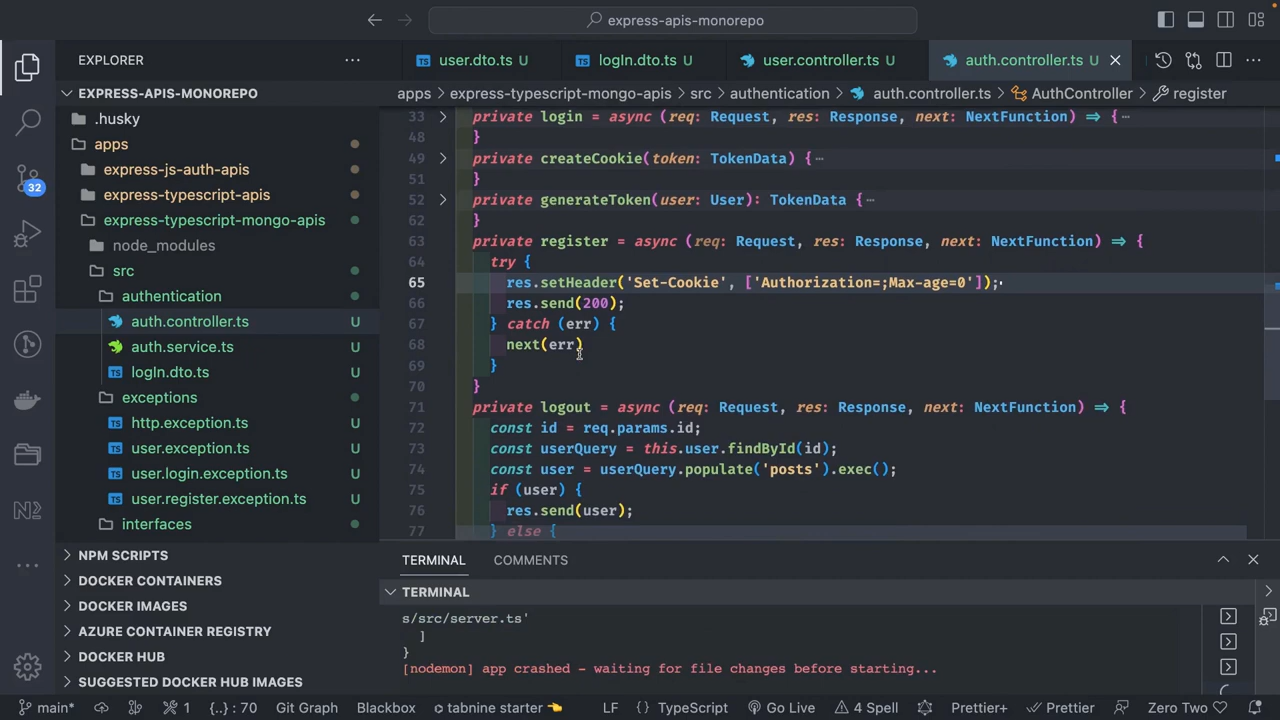 express-apis-monorepo
EXPLORER
user.dto.ts U
logIn.dto.ts U
user.controller.ts U
auth.controller.ts U
EXPRESS-APIS-MONOREPO
apps > express-typescript-mongo-apis > src > authentication > auth.controller.ts > AuthController > register
.husky
apps
express-js-auth-apis
express-typescript-apis
express-typescript-mongo-apis
node_modules
src
authentication
auth.controller.ts U
auth.service.ts U
logIn.dto.ts U
exceptions
http.exception.ts U
user.exception.ts U
user.login.exception.ts U
user.register.exception.ts U
interfaces
32
NPM SCRIPTS
DOCKER CONTAINERS
DOCKER IMAGES
AZURE CONTAINER REGISTRY
DOCKER HUB
SUGGESTED DOCKER HUB IMAGES
33 private login = async (req: Request, res: Response, next: NextFunction) => {…
48 }
49 private createCookie(token: TokenData) {…
51 }
52 private generateToken(user: User): TokenData {…
62 }
63 private register = async (req: Request, res: Response, next: NextFunction) => {
64 try {
65 res.setHeader('Set-Cookie', ['Authorization=;Max-age=0']);
66 res.send(200);
67 } catch (err) {
68 next(err)
69 }
70 }
71 private logout = async (req: Request, res: Response, next: NextFunction) => {
72 const id = req.params.id;
73 const userQuery = this.user.findById(id);
74 const user = userQuery.populate('posts').exec();
75 if (user) {
76 res.send(user);
77 } else {
TERMINAL
COMMENTS
TERMINAL
s/src/server.ts'
]
}
[nodemon] app crashed - waiting for file changes before starting...
main* 1 {..}: 70 Git Graph Blackbox tabnine starter LF {} TypeScript Go Live 4 Spell Prettier+ Prettier Zero Two